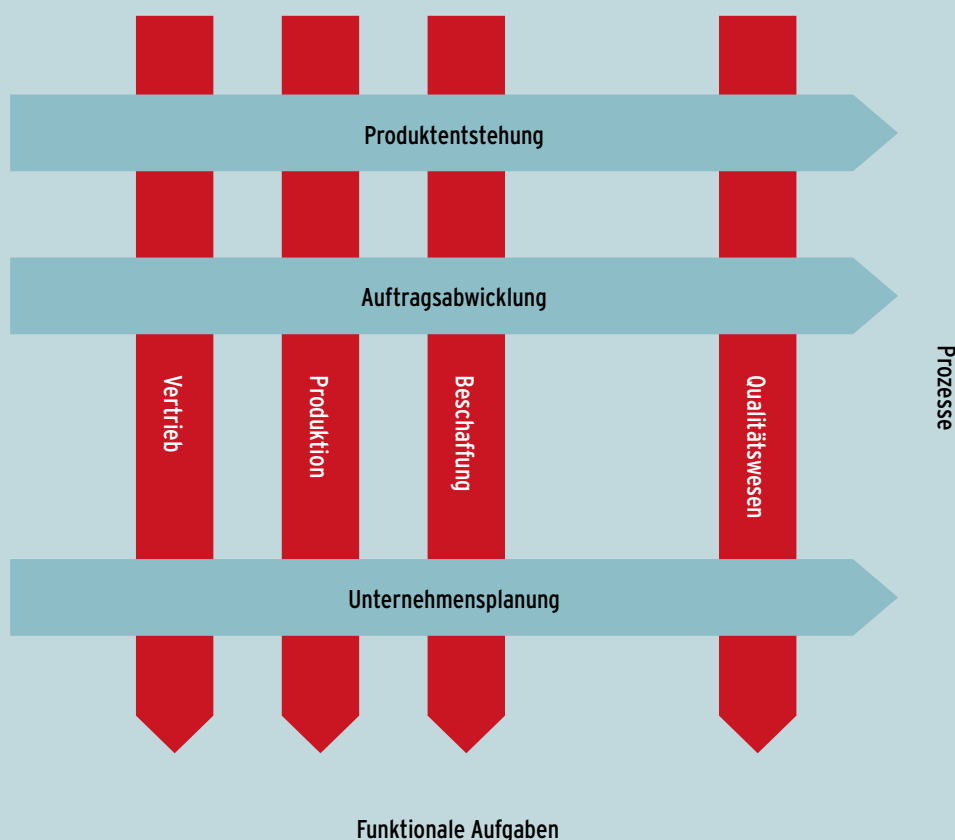 Produktentstehung
Auftragsabwicklung
Vertrieb
Produktion
Beschaffung
Qualitätswesen
Prozesse
Unternehmensplanung
Funktionale Aufgaben